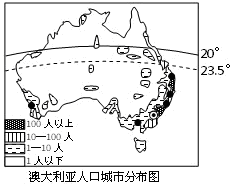 20°
23.5°
100 人以上
10—100 人
1—10 人
1 人以下
澳大利亚人口城市分布图